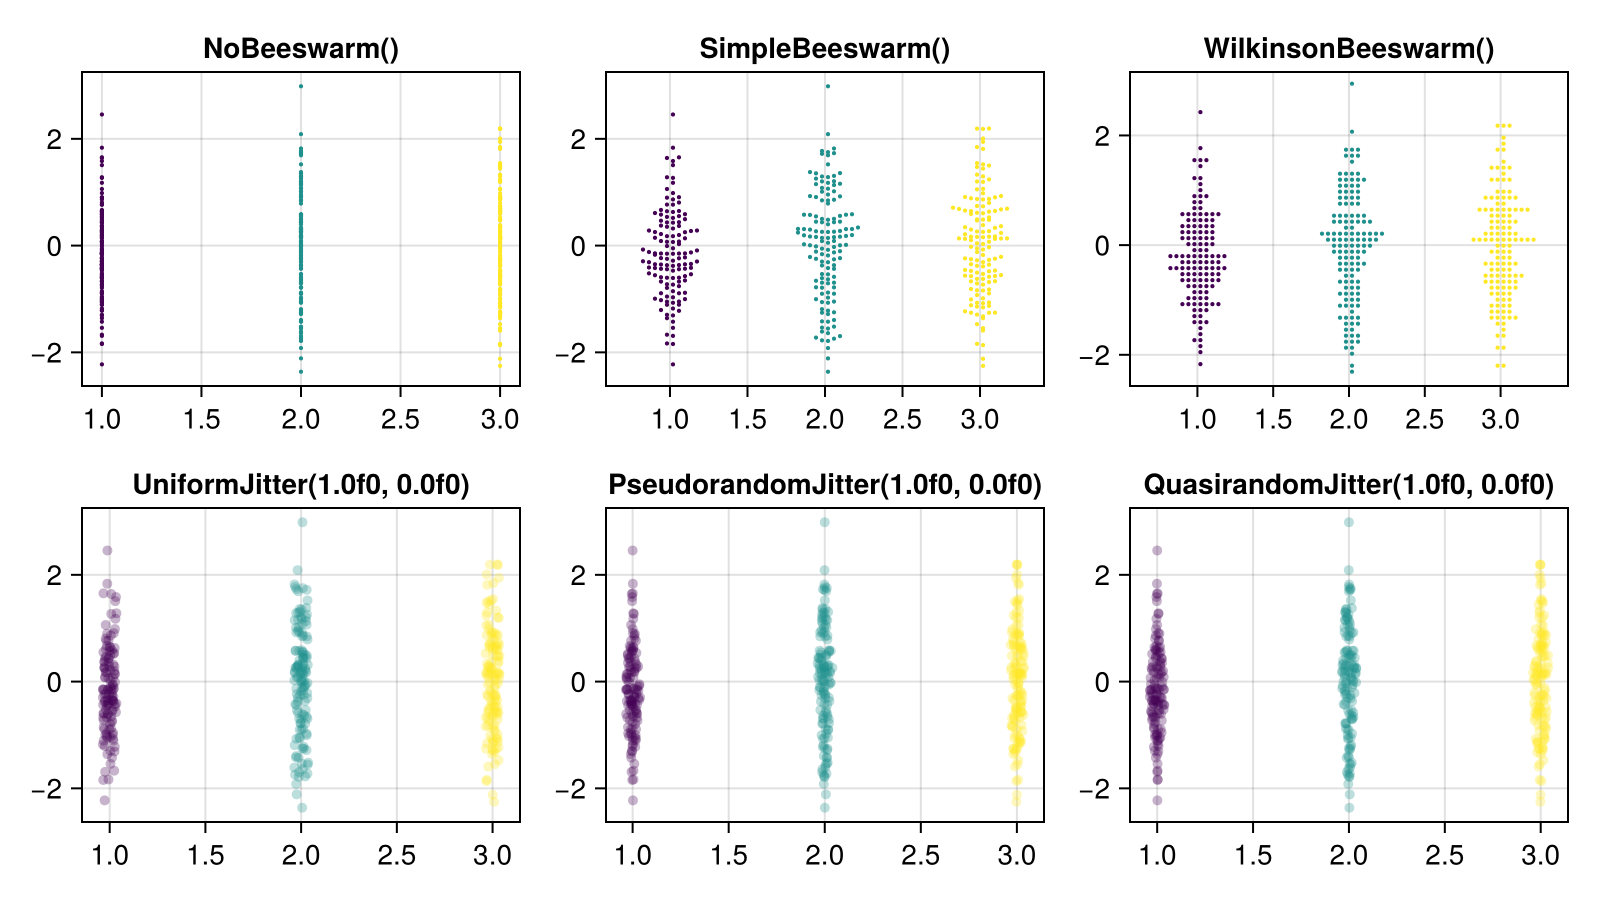 NoBeeswarm()
SimpleBeeswarm()
WilkinsonBeeswarm()
2
0
−2
1.0 1.5 2.0 2.5 3.0
2
0
−2
1.0 1.5 2.0 2.5 3.0
2
0
−2
1.0 1.5 2.0 2.5 3.0
UniformJitter(1.0f0, 0.0f0)
PseudorandomJitter(1.0f0, 0.0f0)
QuasirandomJitter(1.0f0, 0.0f0)
2
0
−2
1.0 1.5 2.0 2.5 3.0
2
0
−2
1.0 1.5 2.0 2.5 3.0
2
0
−2
1.0 1.5 2.0 2.5 3.0